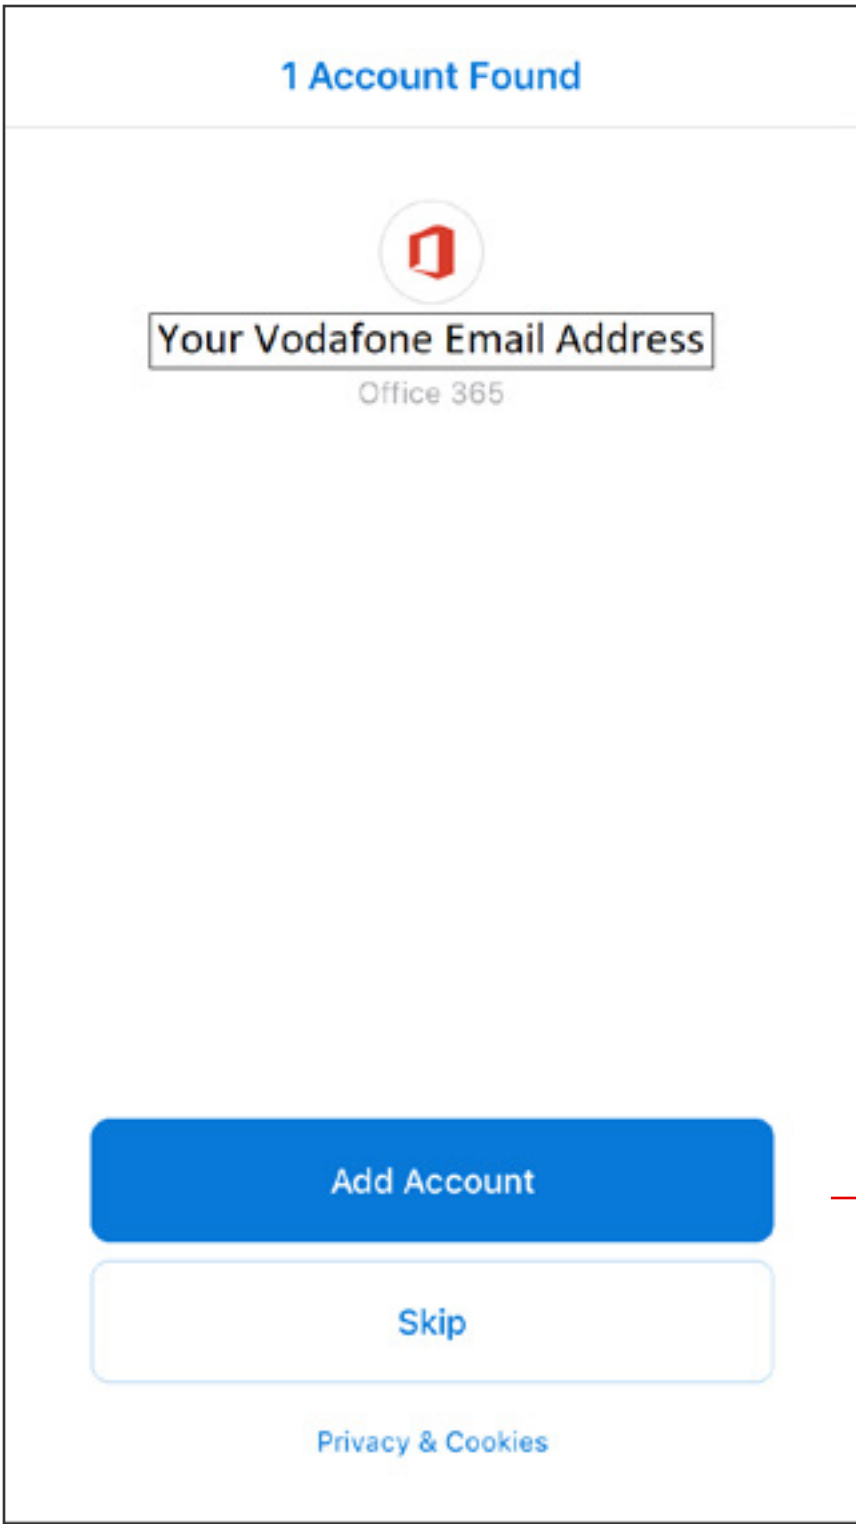 1 Account Found
Your Vodafone Email Address
Office 365
Add Account
Skip
Privacy & Cookies